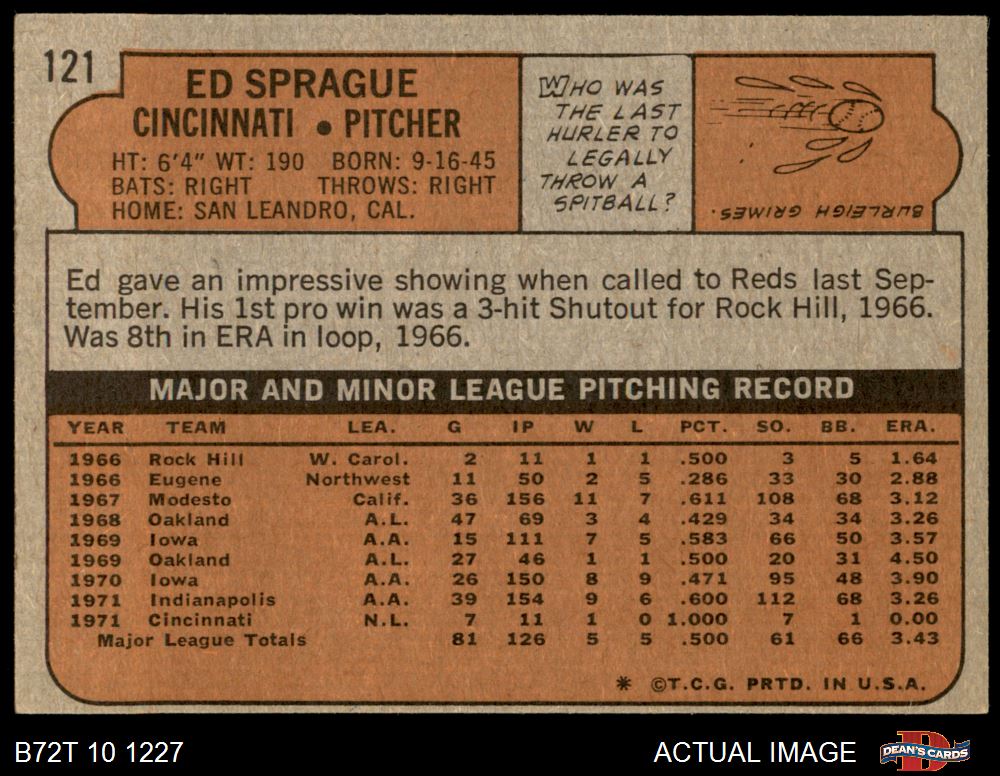 121
ED SPRAGUE
CINCINNATI • PITCHER
HT: 6'4" WT: 190 BORN: 9-16-45
BATS: RIGHT THROWS: RIGHT
HOME: SAN LEANDRO, CAL.
WHO WAS
THE LAST
HURLER TO
LEGALLY
THROW A
SPITBALL?
BURLEIGH GRIMES.
Ed gave an impressive showing when called to Reds last Sep-
tember. His 1st pro win was a 3-hit Shutout for Rock Hill, 1966.
Was 8th in ERA in loop, 1966.
MAJOR AND MINOR LEAGUE PITCHING RECORD
YEAR TEAM LEA. G IP W L PCT. SO. BB. ERA.
1966 Rock Hill W. Carol. 2 11 1 1 .500 3 5 1.64
1966 Eugene Northwest 11 50 2 5 .286 33 30 2.88
1967 Modesto Calif. 36 156 11 7 .611 108 68 3.12
1968 Oakland A.L. 47 69 3 4 .429 34 34 3.26
1969 Iowa A.A. 15 111 7 5 .583 66 50 3.57
1969 Oakland A.L. 27 46 1 1 .500 20 31 4.50
1970 Iowa A.A. 26 150 8 9 .471 95 48 3.90
1971 Indianapolis A.A. 39 154 9 6 .600 112 68 3.26
1971 Cincinnati N.L. 7 11 1 0 1.000 7 1 0.00
Major League Totals 81 126 5 5 .500 61 66 3.43
* ©T.C.G. PRTD. IN U.S.A.
B72T 10 1227
ACTUAL IMAGE
D
DEAN'S CARDS